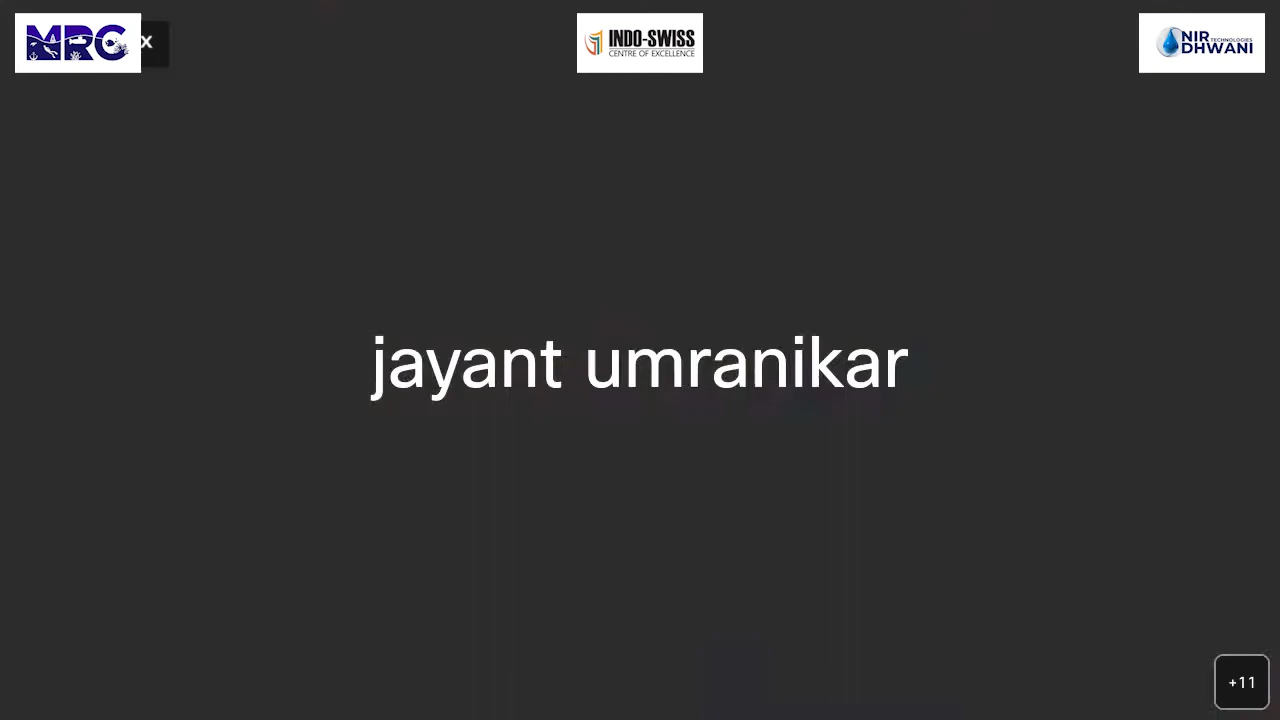 MRC
x
INDO-SWISS
CENTRE OF EXCELLENCE
NIR TECHNOLOGIES
DHWANI
jayant umranikar
+11